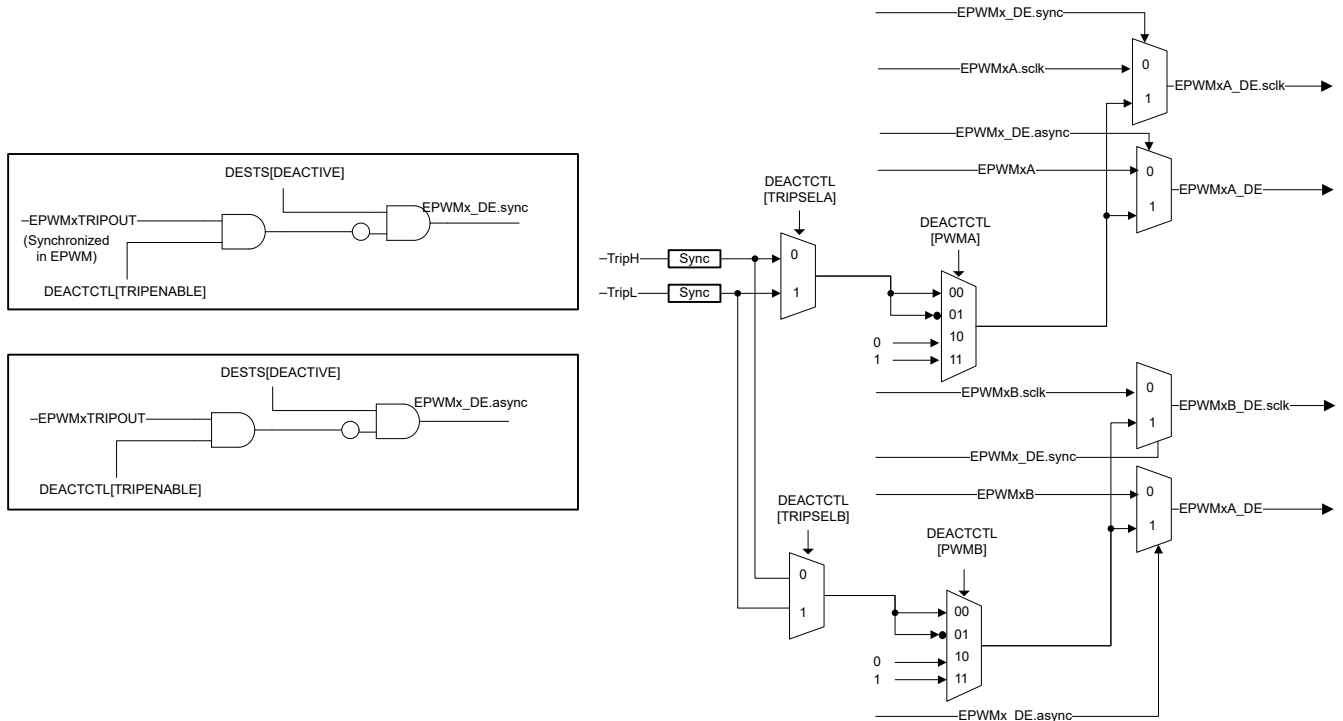 DESTS[DEACTIVE]
EPWMx_DE.sync
EPWMxTRIPOUT
(Synchronized
in EPWM)
DEACTCTL[TRIPENABLE]
DESTS[DEACTIVE]
EPWMx_DE.async
EPWMxTRIPOUT
DEACTCTL[TRIPENABLE]
TripH
Sync
TripL
Sync
DEACTCTL
[TRIPSELA]
0
1
DEACTCTL
[PWMA]
00
01
10
11
0
1
EPWMx_DE.sync
EPWMxA.sclk
0
1
EPWMxA_DE.sclk
EPWMx_DE.async
EPWMxA
0
1
EPWMxA_DE
DEACTCTL
[TRIPSELB]
0
1
DEACTCTL
[PWMB]
00
01
10
11
0
1
EPWMxB.sclk
0
1
EPWMxB_DE.sclk
EPWMx_DE.sync
EPWMxB
0
1
EPWMxA_DE
EPWMx_DE.async